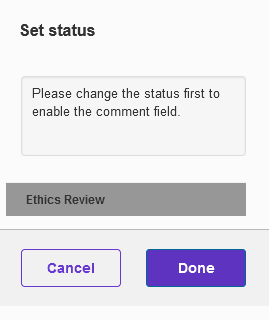 Set status
Please change the status first to
enable the comment field.
Ethics Review
Cancel
Done